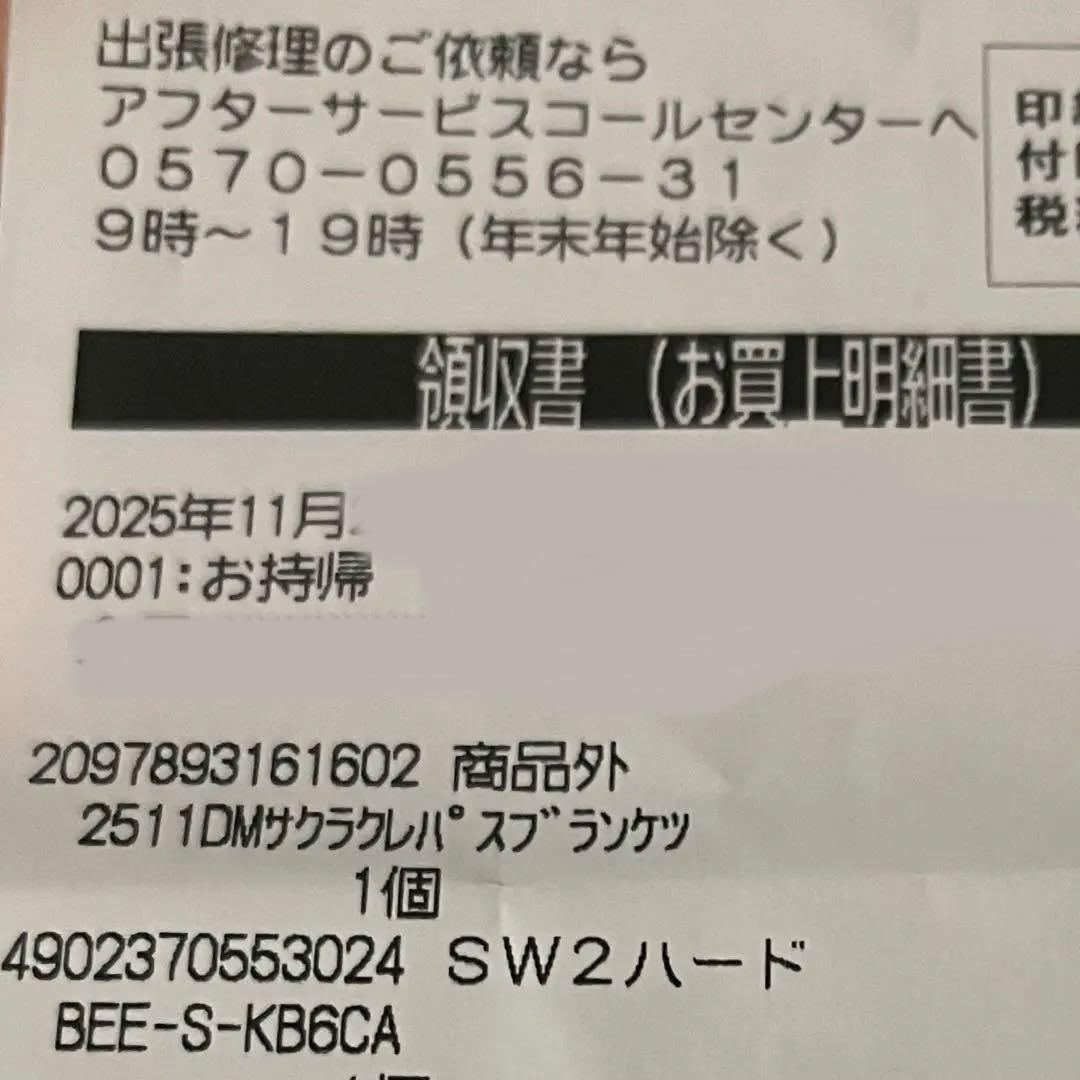 出張修理のご依頼なら
アフターサービスコールセンターへ
0570-0556-31
9時～19時（年末年始除く）
印
付
税
領収書（お買上明細書）
2025年11月
0001:お持帰
2097893161602 商品外
2511DMサクラクレパスブランケツ
1個
4902370553024 SW2ハード
BEE-S-KB6CA